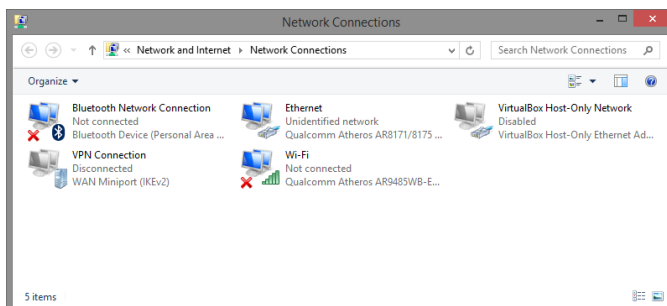 Network Connections
« Network and Internet Network Connections
Search Network Connections
Organize
Bluetooth Network Connection
Not connected
Bluetooth Device (Personal Area ...
Ethernet
Unidentified network
Qualcomm Atheros AR8171/8175 ...
VirtualBox Host-Only Network
Disabled
VirtualBox Host-Only Ethernet Ad...
VPN Connection
Disconnected
WAN Miniport (IKEv2)
Wi-Fi
Not connected
Qualcomm Atheros AR9485WB-E...
5 items